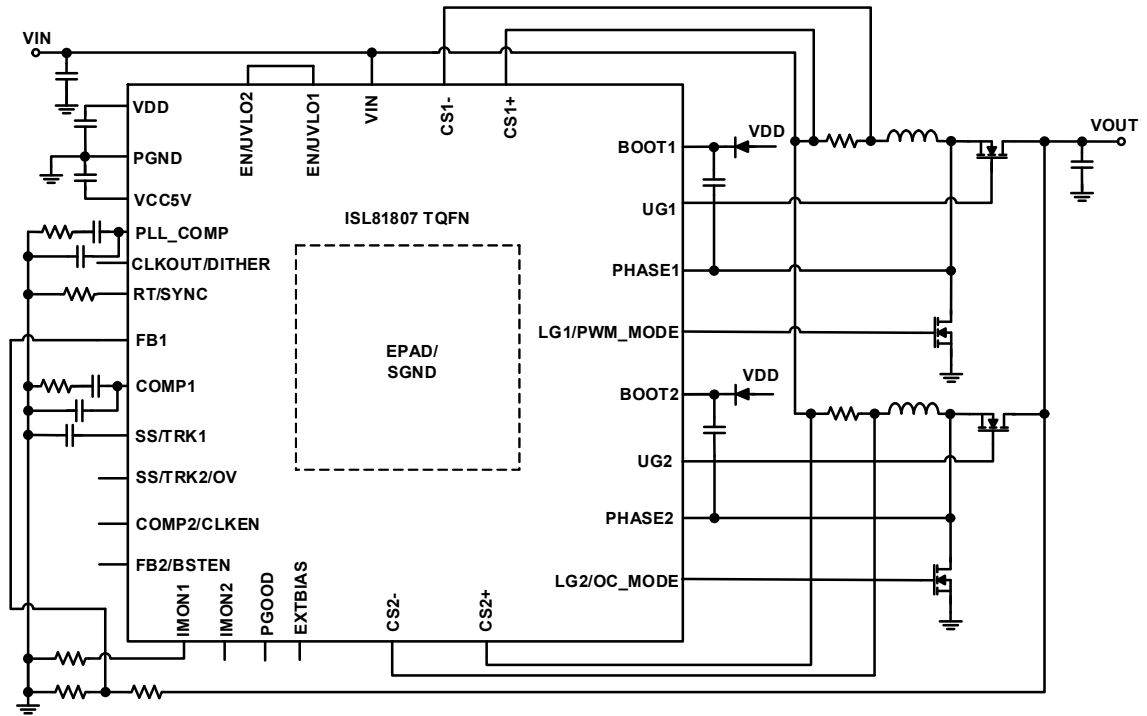 VIN
VDD
PGND
VCC5V
PLL_COMP
CLKOUT/DITHER
RT/SYNC
FB1
COMP1
SS/TRK1
SS/TRK2/OV
COMP2/CLKEN
FB2/BSTEN
EN/UVLO2
EN/UVLO1
VIN
CS1-
CS1+
ISL81807 TQFN
EPAD/
SGND
IMON1
IMON2
PGOOD
EXTBIAS
CS2-
CS2+
BOOT1
UG1
PHASE1
LG1/PWM_MODE
BOOT2
UG2
PHASE2
LG2/OC_MODE
VDD
VDD
VOUT